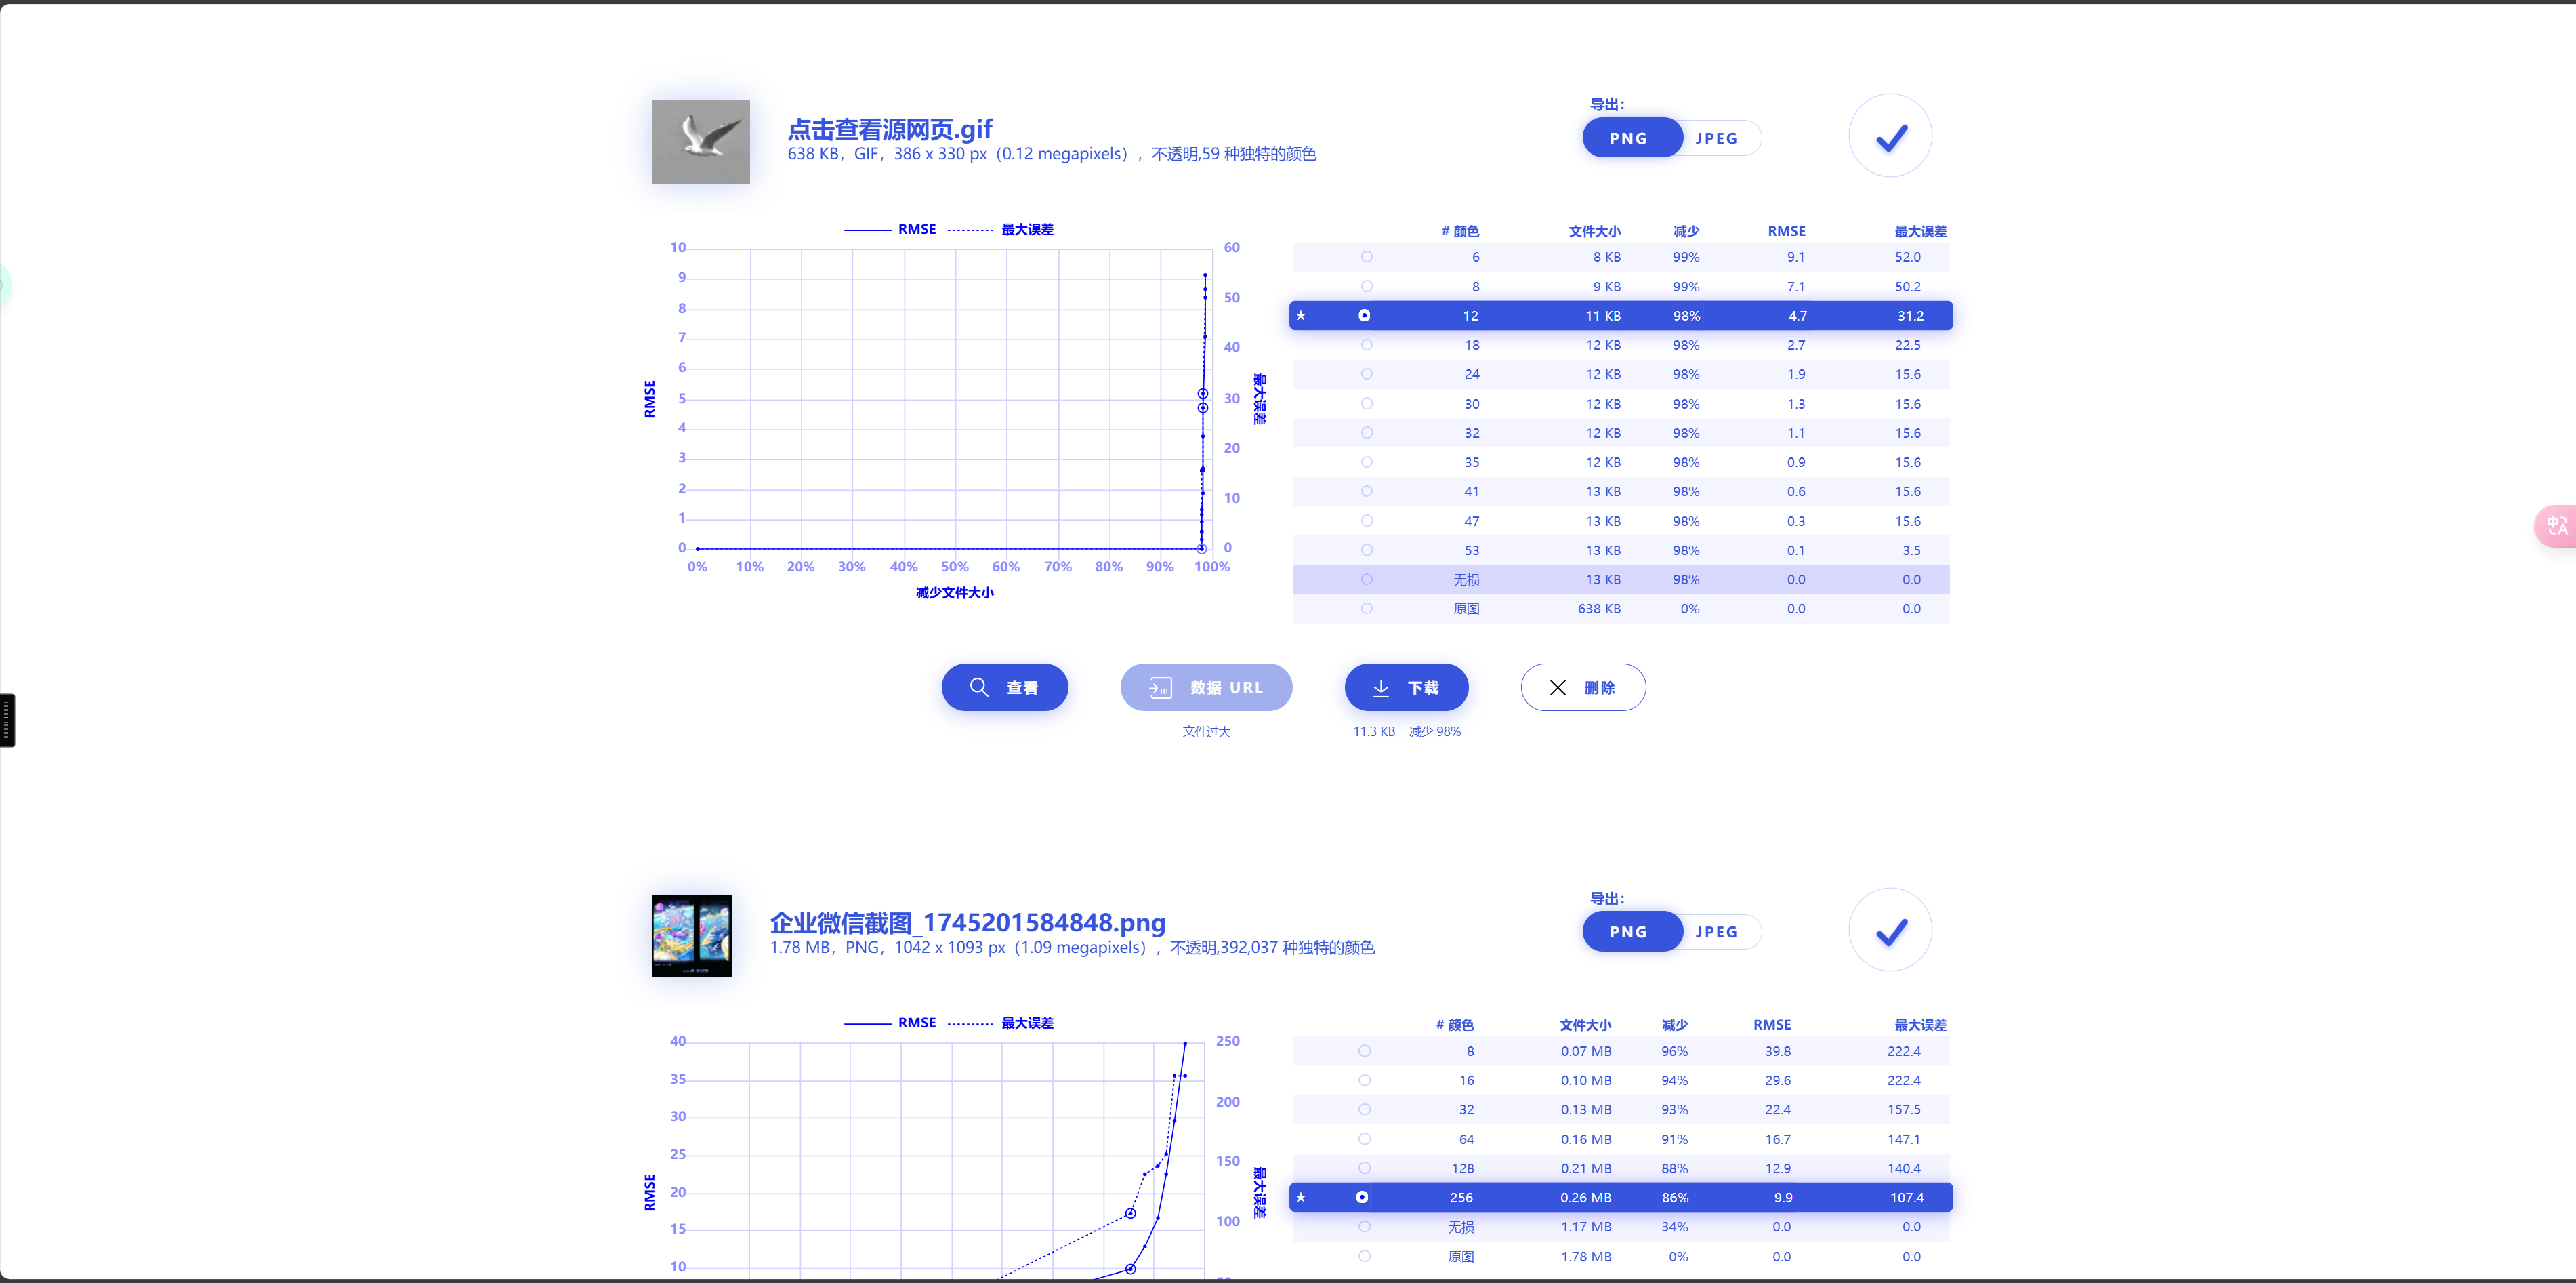 点击查看源网页.gif
638 KB，GIF，386 x 330 px（0.12 megapixels），不透明,59 种独特的颜色
导出：
PNG JPEG
RMSE 最大误差
10
9
8
7
6
5
4
3
2
1
0
RMSE
60
50
40
30
20
10
0
最大误差
0% 10% 20% 30% 40% 50% 60% 70% 80% 90% 100%
减少文件大小
# 颜色 文件大小 减少 RMSE 最大误差
6 8 KB 99% 9.1 52.0
8 9 KB 99% 7.1 50.2
★ 12 11 KB 98% 4.7 31.2
18 12 KB 98% 2.7 22.5
24 12 KB 98% 1.9 15.6
30 12 KB 98% 1.3 15.6
32 12 KB 98% 1.1 15.6
35 12 KB 98% 0.9 15.6
41 13 KB 98% 0.6 15.6
47 13 KB 98% 0.3 15.6
53 13 KB 98% 0.1 3.5
无损 13 KB 98% 0.0 0.0
原图 638 KB 0% 0.0 0.0
查看 数据 URL 下载 删除
文件过大 11.3 KB 减少 98%
企业微信截图_1745201584848.png
1.78 MB，PNG，1042 x 1093 px（1.09 megapixels），不透明,392,037 种独特的颜色
导出：
PNG JPEG
RMSE 最大误差
40
35
30
25
20
15
10
RMSE
250
200
150
100
最大误差
# 颜色 文件大小 减少 RMSE 最大误差
8 0.07 MB 96% 39.8 222.4
16 0.10 MB 94% 29.6 222.4
32 0.13 MB 93% 22.4 157.5
64 0.16 MB 91% 16.7 147.1
128 0.21 MB 88% 12.9 140.4
★ 256 0.26 MB 86% 9.9 107.4
无损 1.17 MB 34% 0.0 0.0
原图 1.78 MB 0% 0.0 0.0
中A